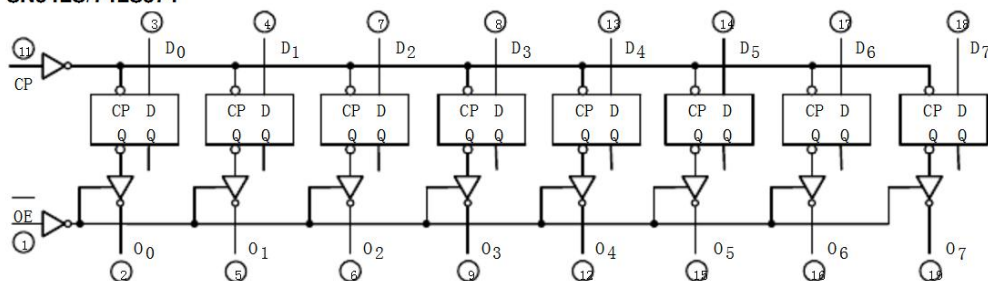 3 4 7 8 13 14 17 18
11 D0 D1 D2 D3 D4 D5 D6 D7
CP
CP D CP D CP D CP D CP D CP D CP D CP D
Q Q Q Q Q Q Q Q Q Q Q Q Q Q Q Q
OE
1 O0 O1 O2 O3 O4 O5 O6 O7
2 5 6 9 12 15 16 19